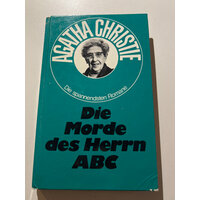 AGATHA CHRISTIE
Die spannendsten Romane
Die
Morde
des Herrn
ABC